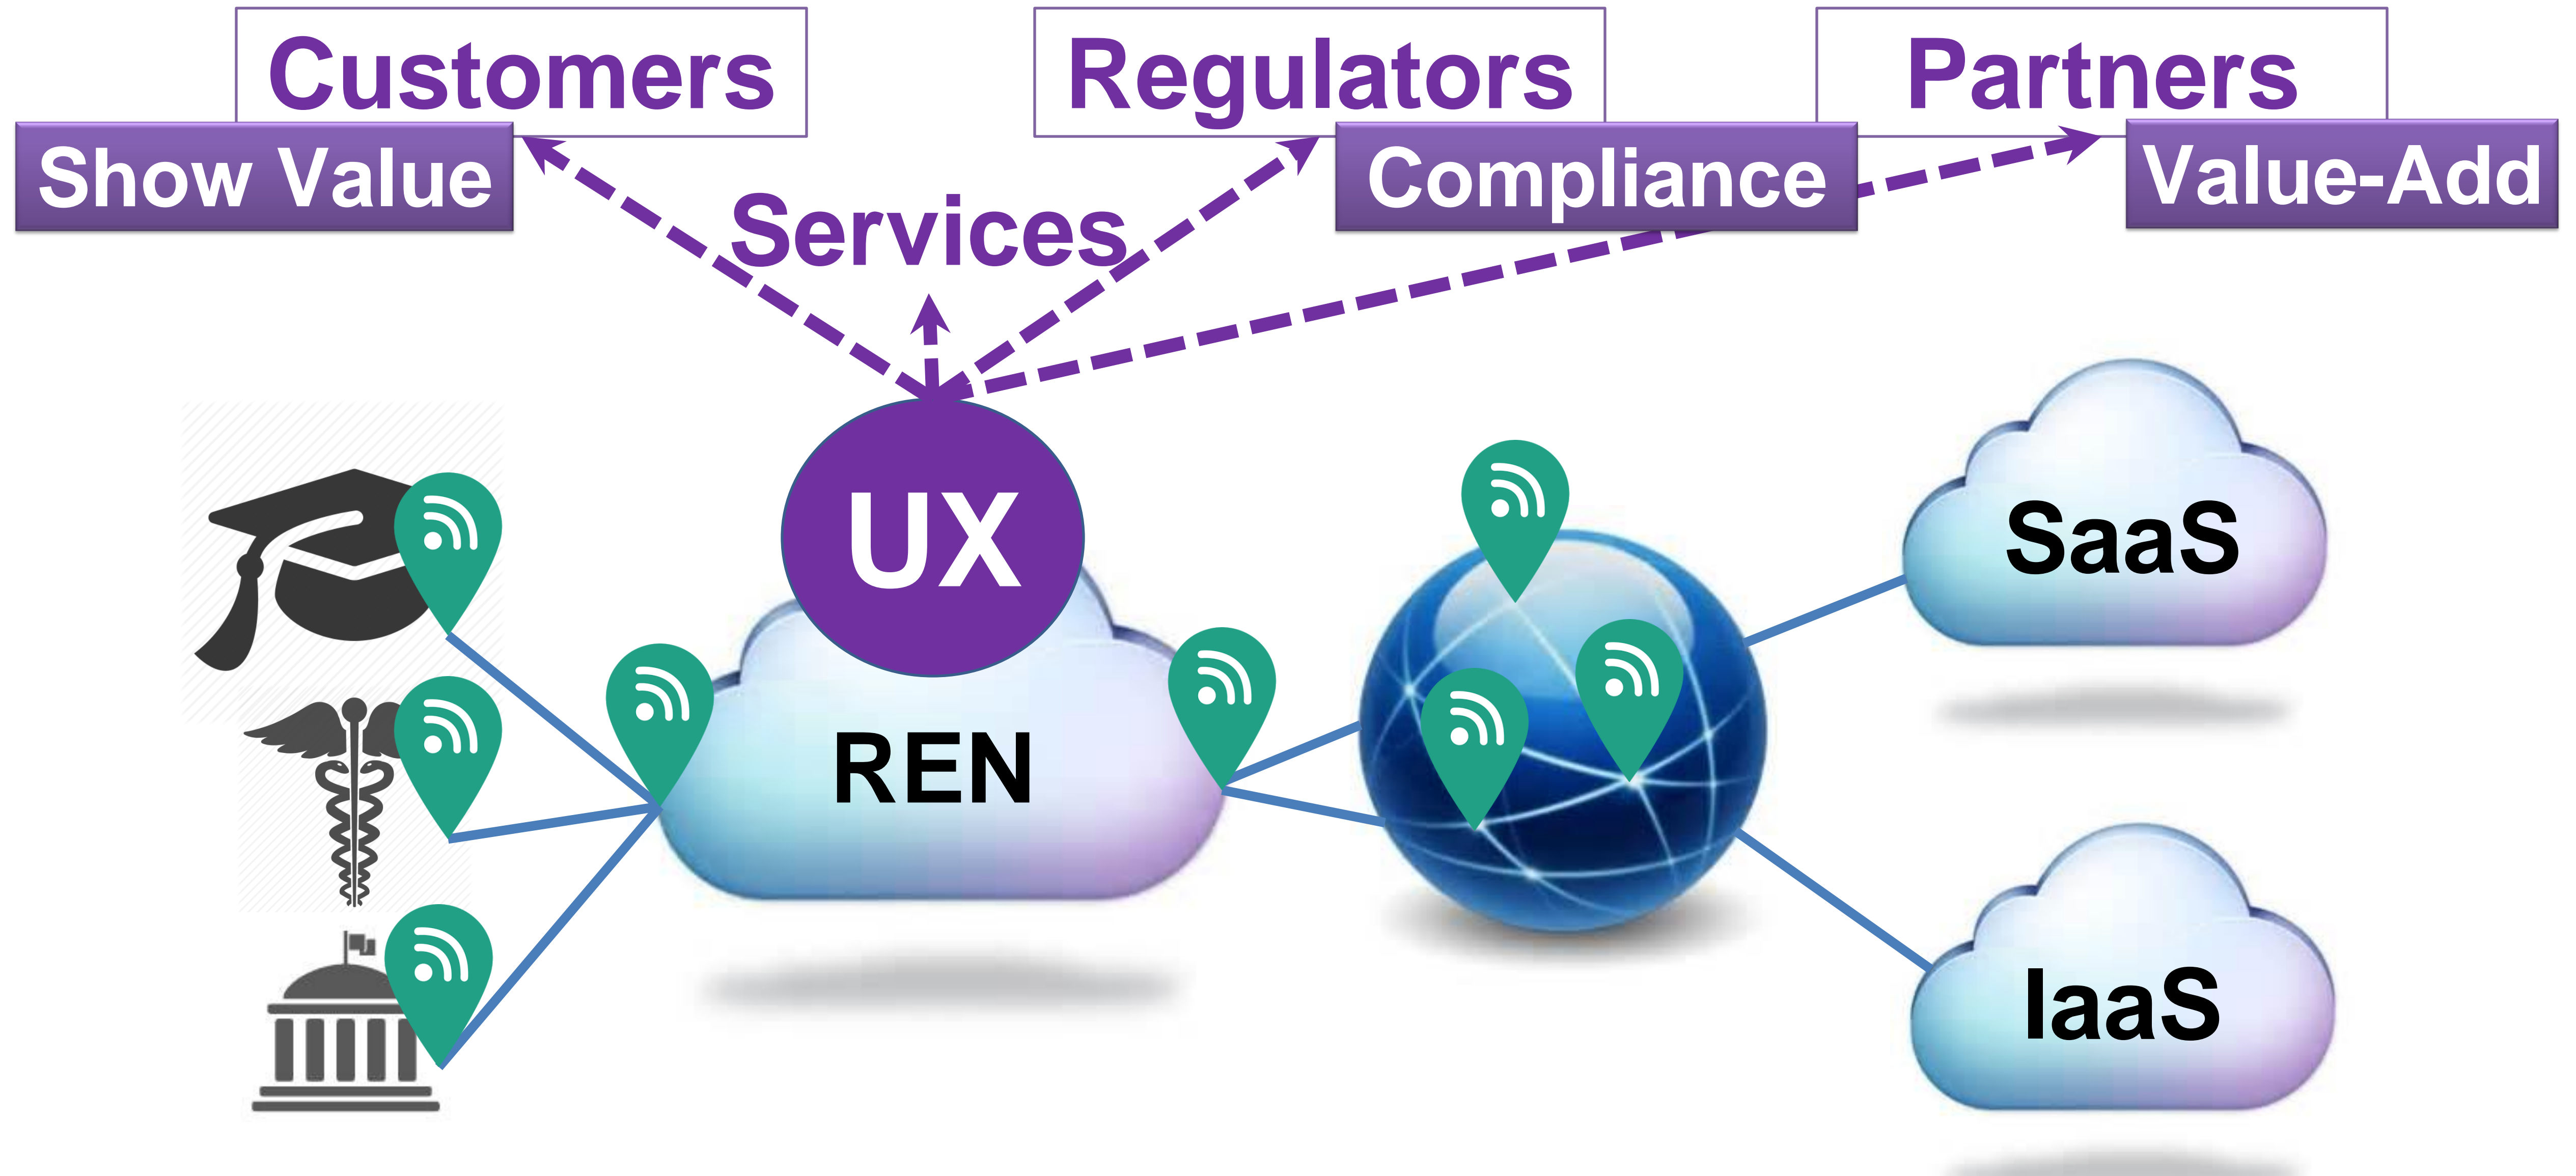 Customers
Regulators
Partners
Show Value
Compliance
Value-Add
Services
UX
SaaS
REN
IaaS